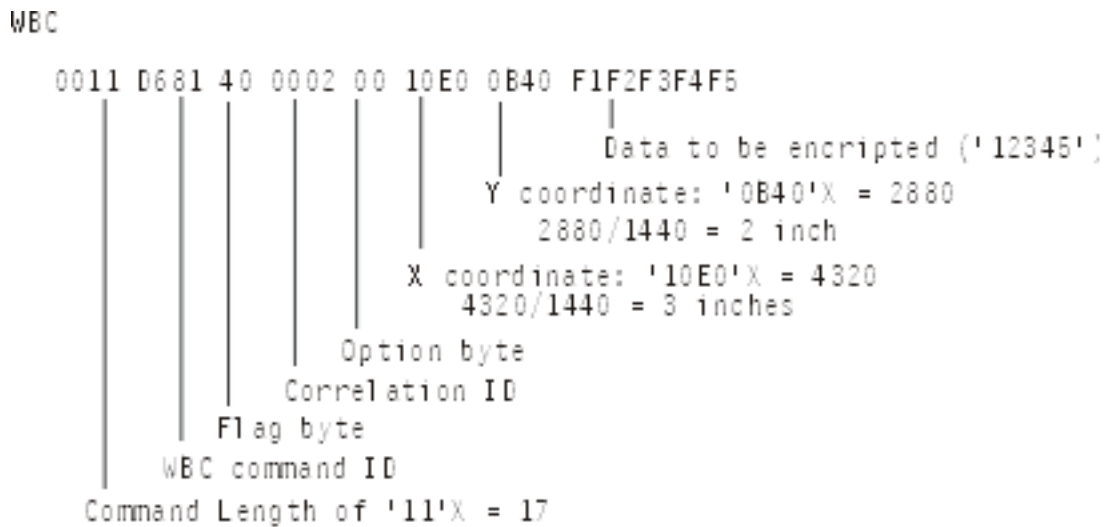 WBC
0011 D681 40 0002 00 10E0 0B40 F1F2F3F4F5
Data to be encripted ('12345')
Y coordinate: '0B40'X = 2880
2880/1440 = 2 inch
X coordinate: '10E0'X = 4320
4320/1440 = 3 inches
Option byte
Correlation ID
Flag byte
WBC command ID
Command Length of '11'X = 17